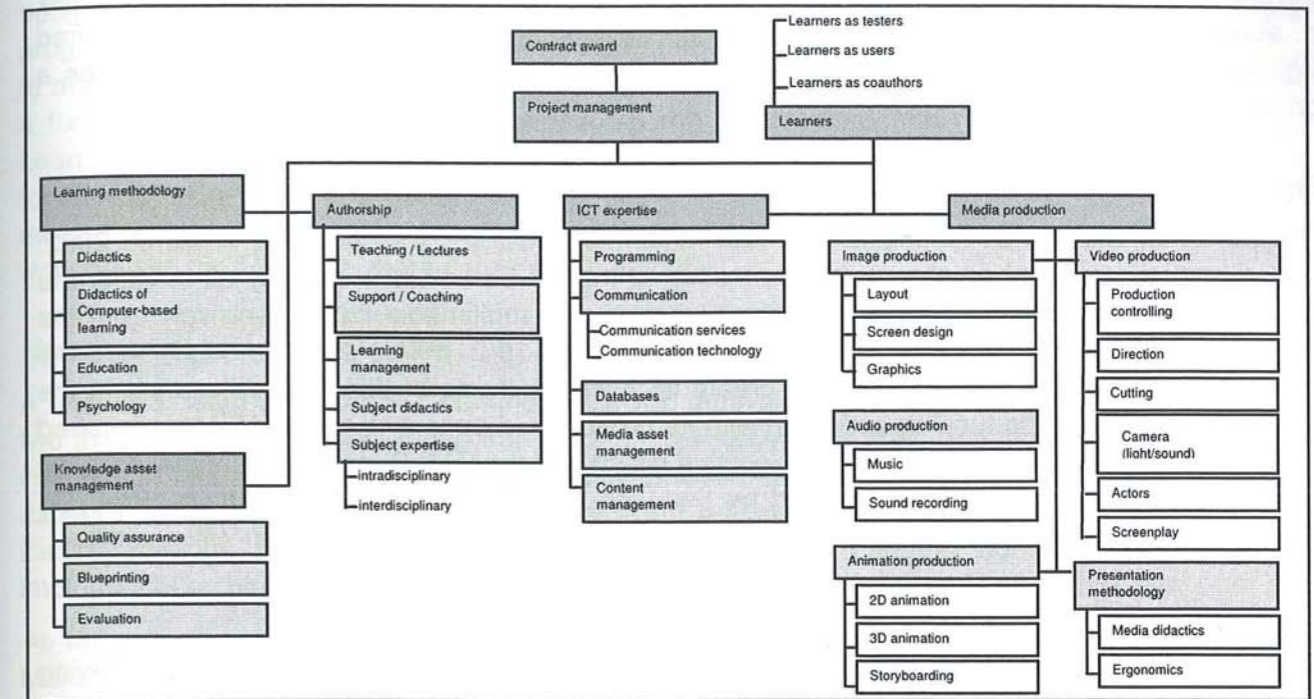 Contract award
Project management
Learners as testers
Learners as users
Learners as coauthors
Learners
Learning methodology
Didactics
Didactics of
Computer-based
learning
Education
Psychology
Knowledge asset
management
Quality assurance
Blueprinting
Evaluation
Authorship
Teaching / Lectures
Support / Coaching
Learning
management
Subject didactics
Subject expertise
intradisciplinary
interdisciplinary
ICT expertise
Programming
Communication
Communication services
Communication technology
Databases
Media asset
management
Content
management
Media production
Image production
Layout
Screen design
Graphics
Audio production
Music
Sound recording
Animation production
2D animation
3D animation
Storyboarding
Video production
Production
controlling
Direction
Cutting
Camera
(light/sound)
Actors
Screenplay
Presentation
methodology
Media didactics
Ergonomics